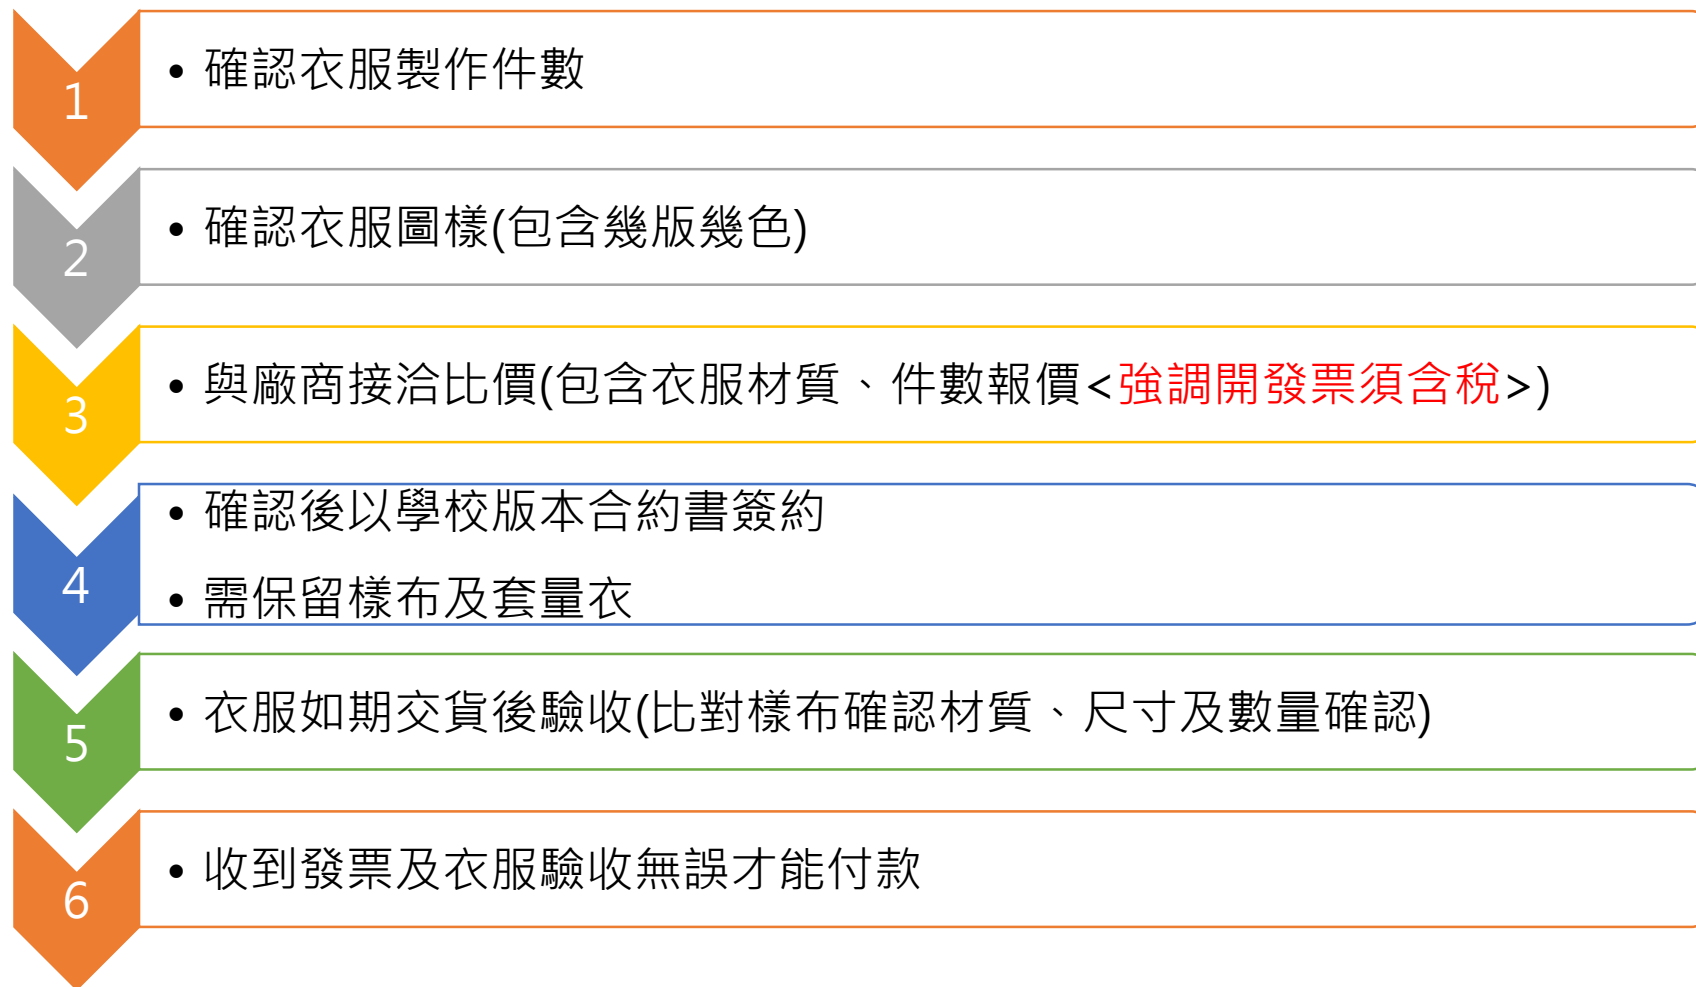 1
• 確認衣服製作件數
2
• 確認衣服圖樣(包含幾版幾色)
3
• 與廠商接洽比價(包含衣服材質、件數報價<強調開發票須含稅>)
4
• 確認後以學校版本合約書簽約
• 需保留樣布及套量衣
5
• 衣服如期交貨後驗收(比對樣布確認材質、尺寸及數量確認)
6
• 收到發票及衣服驗收無誤才能付款